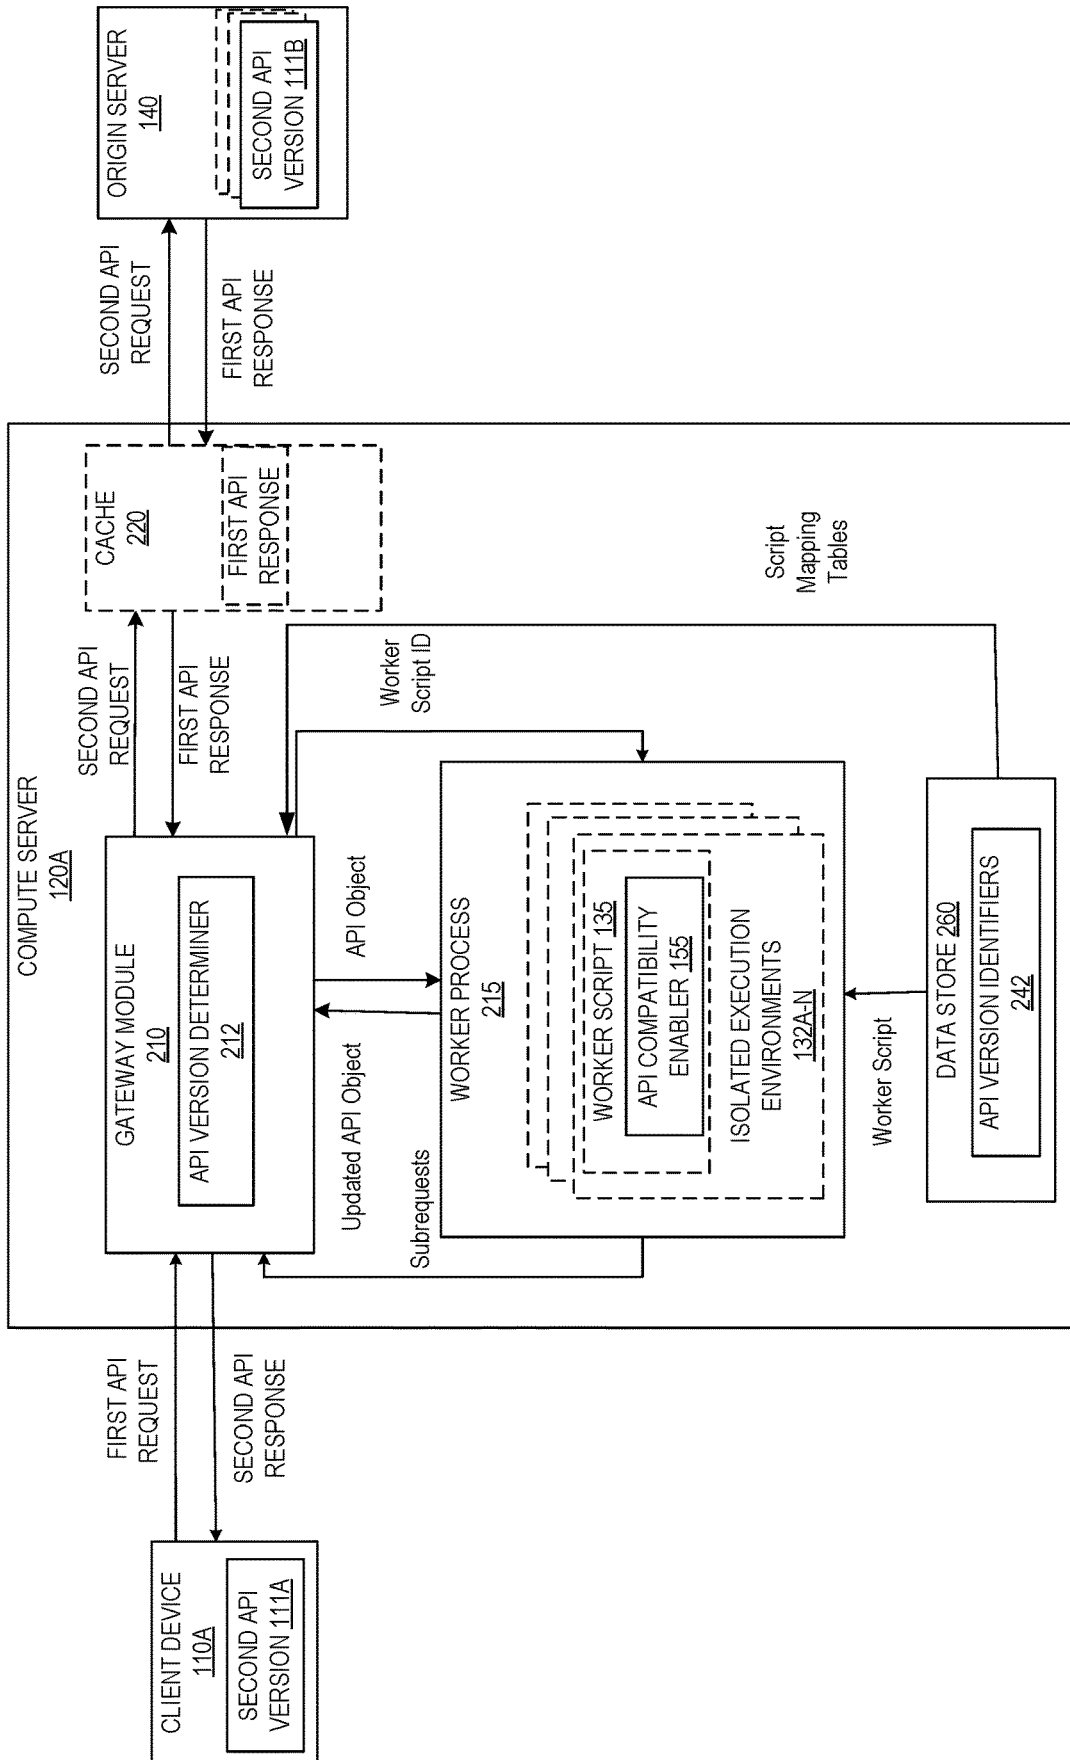 CLIENT DEVICE
110A
SECOND API
VERSION 111A
FIRST API
REQUEST
SECOND API
RESPONSE
COMPUTE SERVER
120A
GATEWAY MODULE
210
API VERSION DETERMINER
212
SECOND API
REQUEST
FIRST API
RESPONSE
CACHE
220
FIRST API
RESPONSE
SECOND API
REQUEST
FIRST API
RESPONSE
ORIGIN SERVER
140
SECOND API
VERSION 111B
Updated API Object
API Object
Subrequests
Worker
Script ID
WORKER PROCESS
215
WORKER SCRIPT 135
API COMPATIBILITY
ENABLER 155
ISOLATED EXECUTION
ENVIRONMENTS
132A-N
Script
Mapping
Tables
Worker Script
DATA STORE 260
API VERSION IDENTIFIERS
242